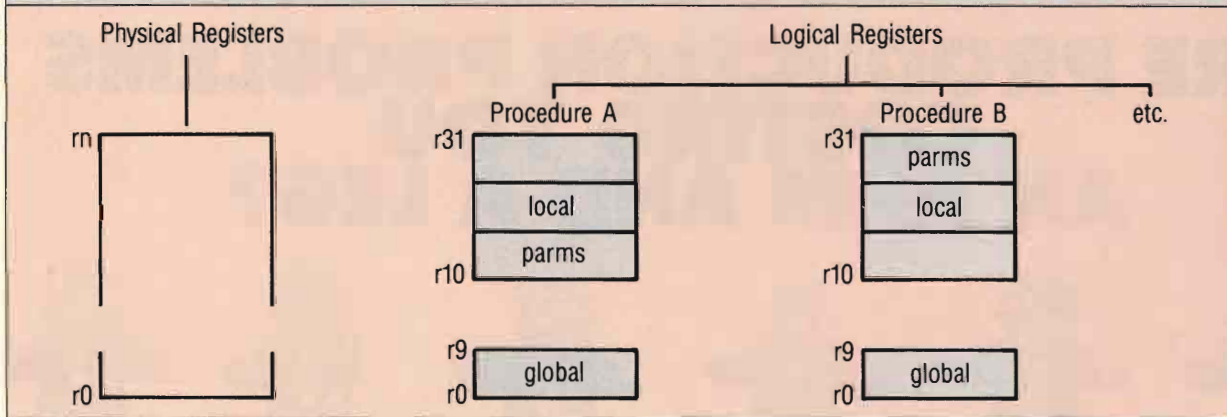 Physical Registers
Logical Registers
Procedure A
Procedure B
etc.
rn
r31
r31
parms
local
local
parms
r10
r10
r9
global
r9
global
r0
r0
r0